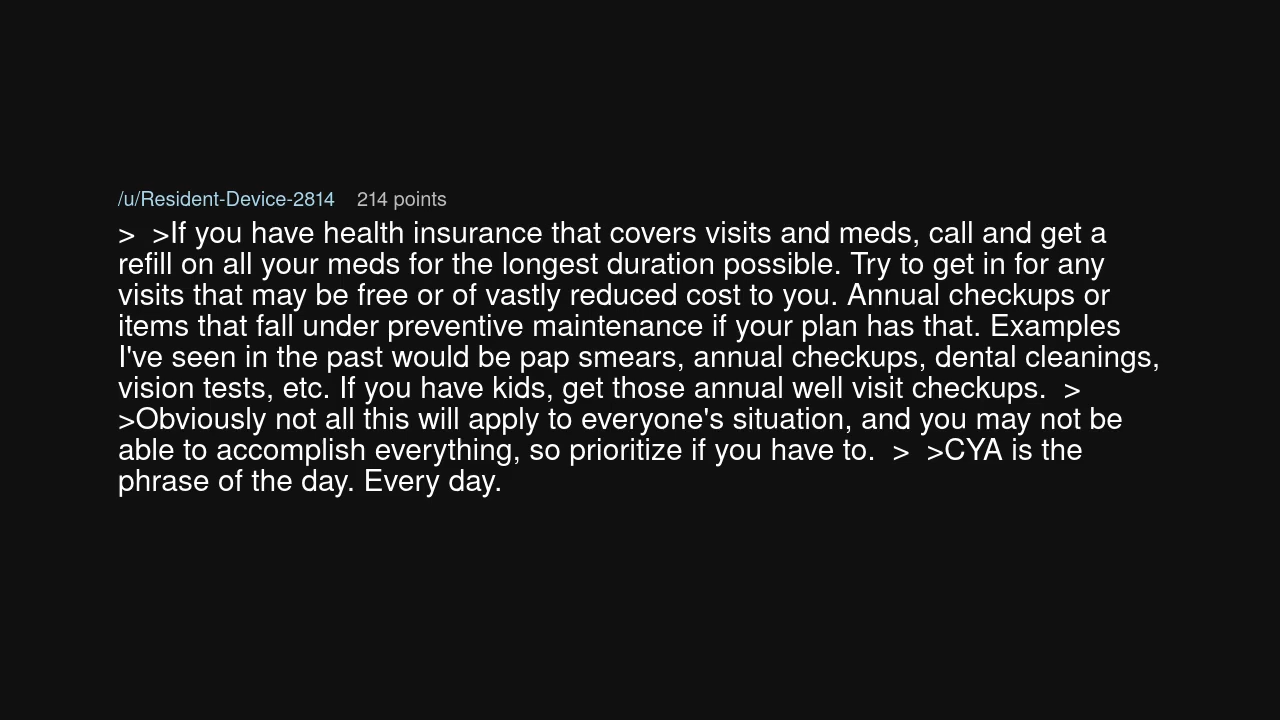 /u/Resident-Device-2814 214 points
>  >If you have health insurance that covers visits and meds, call and get a
refill on all your meds for the longest duration possible. Try to get in for any
visits that may be free or of vastly reduced cost to you. Annual checkups or
items that fall under preventive maintenance if your plan has that. Examples
I've seen in the past would be pap smears, annual checkups, dental cleanings,
vision tests, etc. If you have kids, get those annual well visit checkups.  >
>Obviously not all this will apply to everyone's situation, and you may not be
able to accomplish everything, so prioritize if you have to.  >  >CYA is the
phrase of the day. Every day.